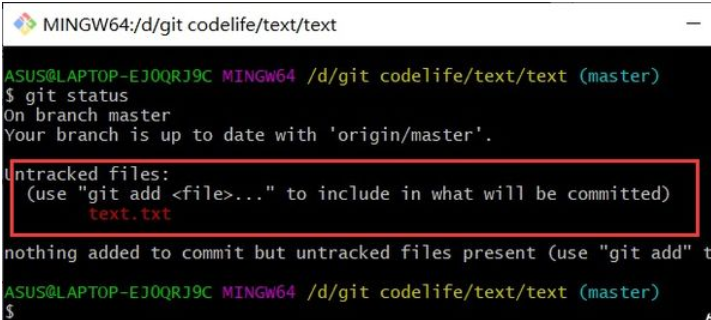 MINGW64:/d/git codelife/text/text
ASUS@LAPTOP-EJOQRJ9C MINGW64 /d/git codelife/text/text (master)
$ git status
On branch master
Your branch is up to date with 'origin/master'.
Untracked files:
(use "git add <file>..." to include in what will be committed)
text.txt
nothing added to commit but untracked files present (use "git add" t
ASUS@LAPTOP-EJOQRJ9C MINGW64 /d/git codelife/text/text (master)
$